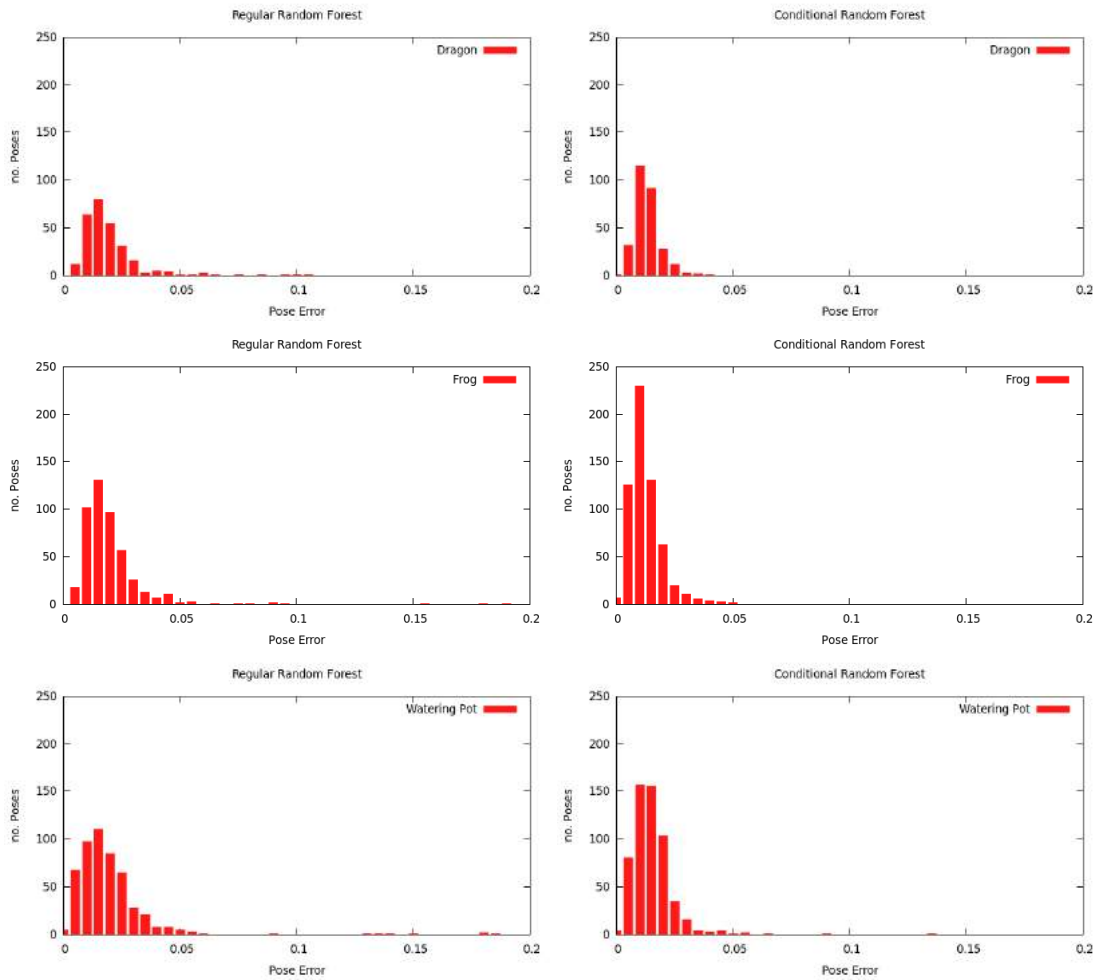 Regular Random Forest
Conditional Random Forest
250
Dragon
200
150
100
50
0
no. Poses
0 0.05 0.1 0.15 0.2
Pose Error
250
Dragon
200
150
100
50
0
no. Poses
0 0.05 0.1 0.15 0.2
Pose Error
Regular Random Forest
Conditional Random Forest
250
Frog
200
150
100
50
0
no. Poses
0 0.05 0.1 0.15 0.2
Pose Error
250
Frog
200
150
100
50
0
no. Poses
0 0.05 0.1 0.15 0.2
Pose Error
Regular Random Forest
Conditional Random Forest
250
Watering Pot
200
150
100
50
0
no. Poses
0 0.05 0.1 0.15 0.2
Pose Error
250
Watering Pot
200
150
100
50
0
no. Poses
0 0.05 0.1 0.15 0.2
Pose Error